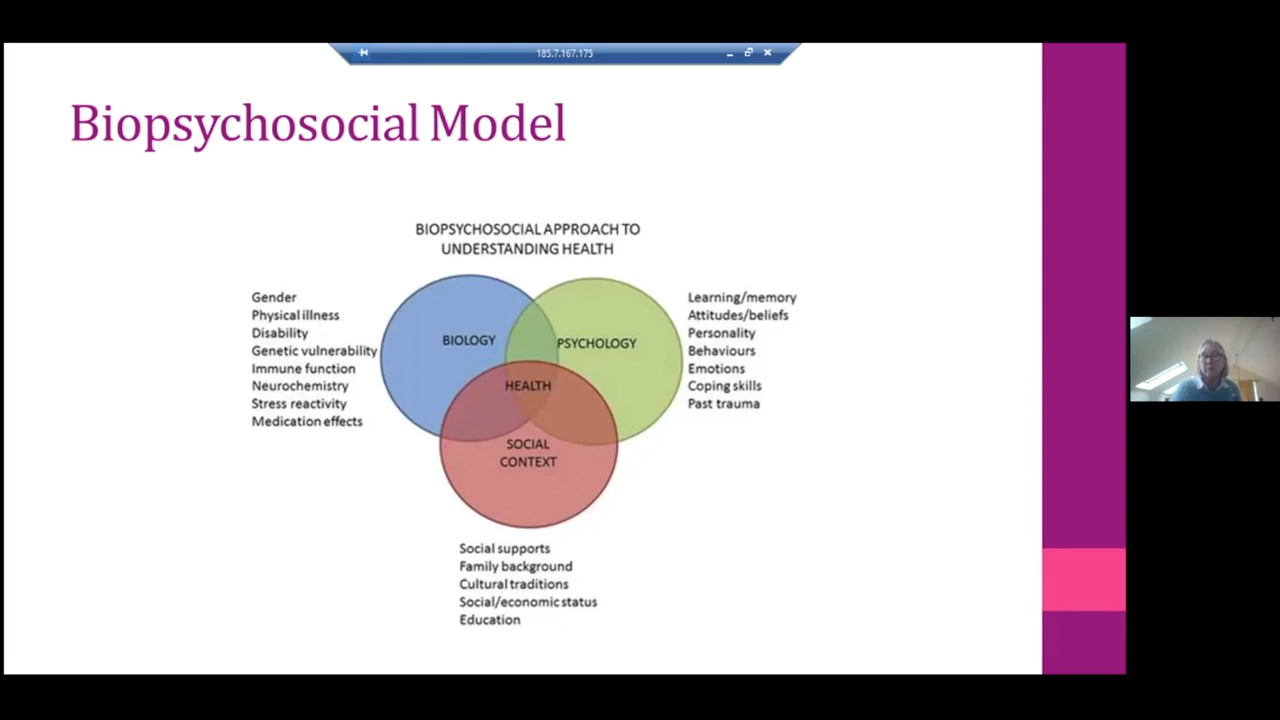 185.7.167.175
Biopsychosocial Model
BIOPSYCHOSOCIAL APPROACH TO
UNDERSTANDING HEALTH
Gender
Physical illness
Disability
Genetic vulnerability
Immune function
Neurochemistry
Stress reactivity
Medication effects
BIOLOGY
PSYCHOLOGY
HEALTH
SOCIAL
CONTEXT
Learning/memory
Attitudes/beliefs
Personality
Behaviours
Emotions
Coping skills
Past trauma
Social supports
Family background
Cultural traditions
Social/economic status
Education